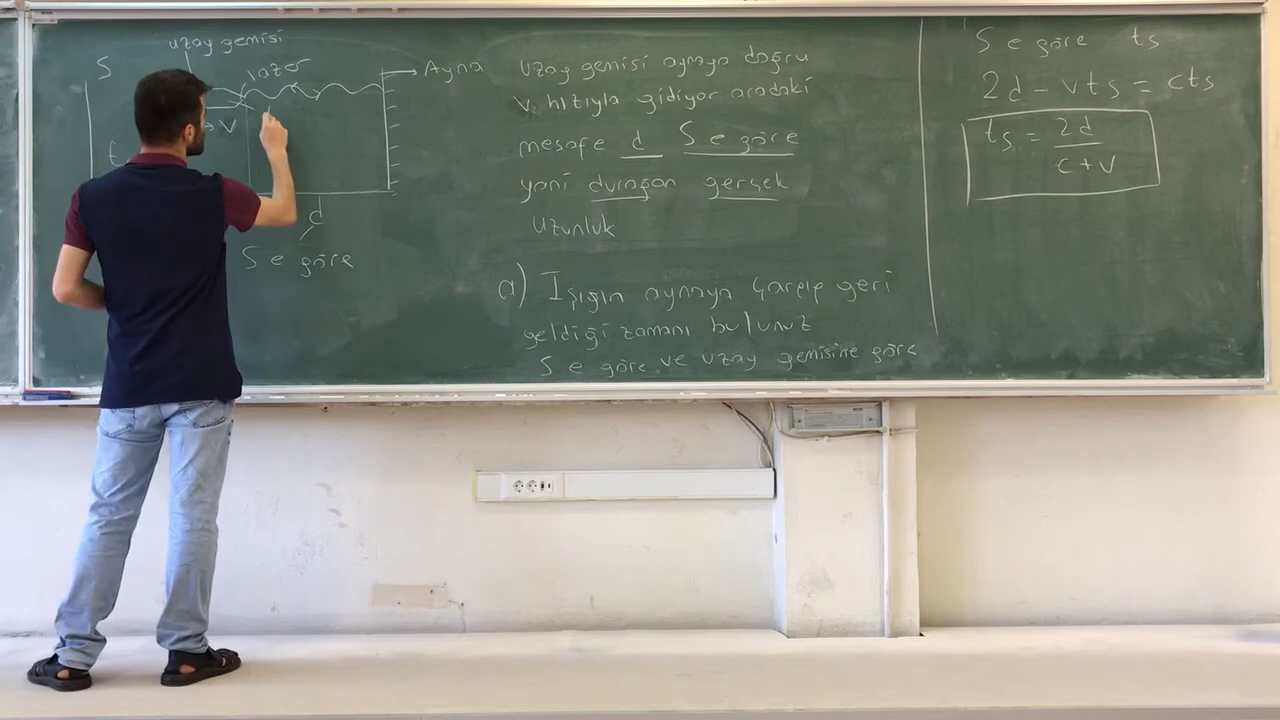 uzay gemisi
S
lazer
Ayna
V
t
d
S e göre
uzay gemisi aynaya doğru
v hızıyla gidiyor aradaki
mesafe d S e göre
yani durağan gerçek
uzunluk
a) Işığın aynaya çarpıp geri
geldiği zamanı bulunuz
S e göre ve uzay gemisine göre
S e göre ts
2d - vts = cts
ts = 2d / c + v